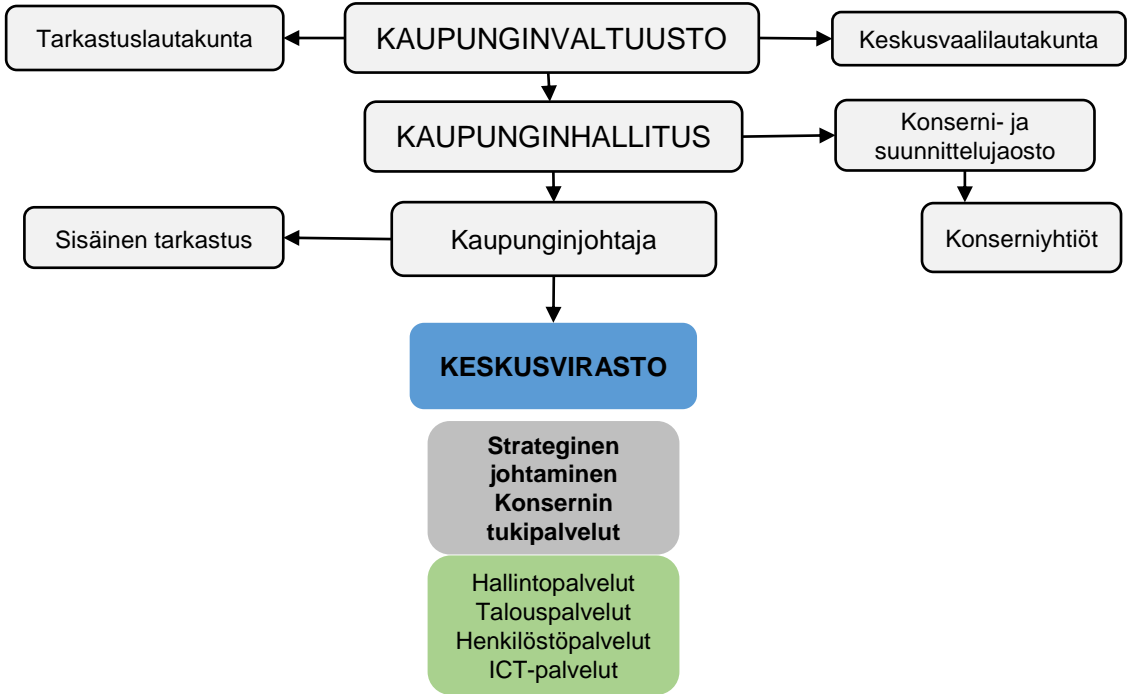 Tarkastuslautakunta
KAUPUNGINVALTUUSTO
Keskusvaalilautakunta
KAUPUNGINHALLITUS
Konserni- ja
suunnittelujaosto
Sisäinen tarkastus
Kaupunginjohtaja
Konserniyhtiöt
KESKUSVIRASTO
Strateginen
johtaminen
Konsernin
tukipalvelut
Hallintopalvelut
Talouspalvelut
Henkilöstöpalvelut
ICT-palvelut